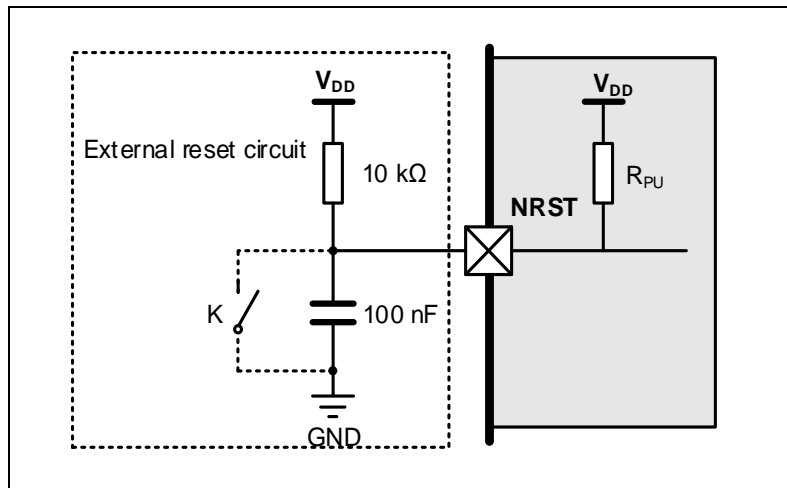 V_DD
V_DD
External reset circuit
10 kΩ
R_PU
NRST
K
100 nF
GND